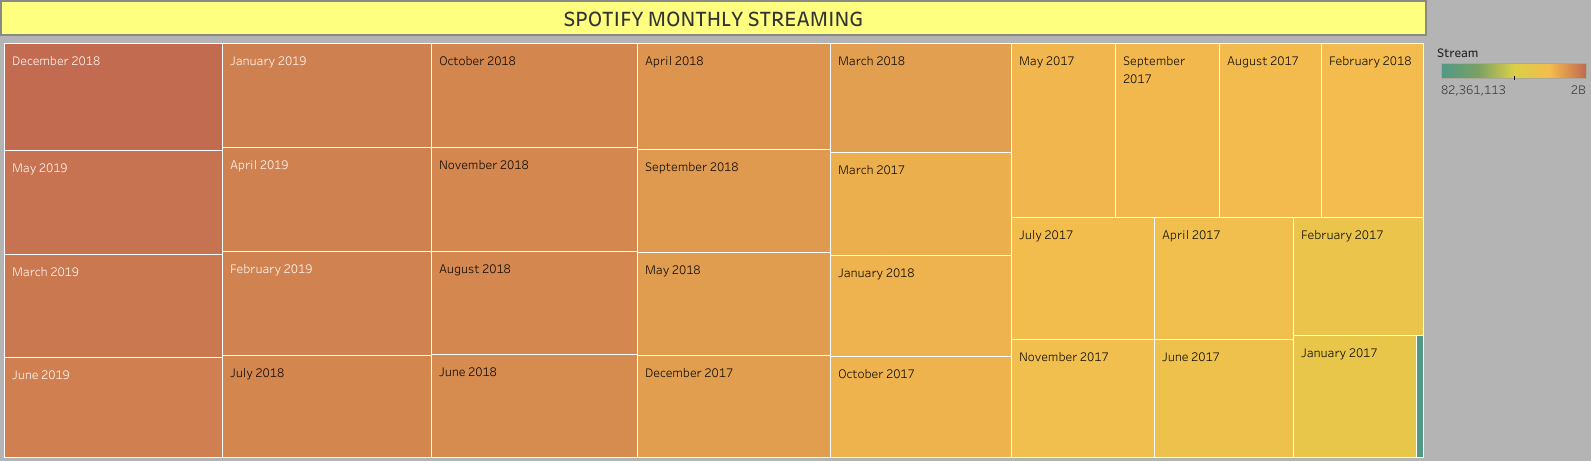 SPOTIFY MONTHLY STREAMING
December 2018
May 2019
March 2019
June 2019
January 2019
April 2019
February 2019
July 2018
October 2018
November 2018
August 2018
June 2018
April 2018
September 2018
May 2018
December 2017
March 2018
March 2017
January 2018
October 2017
May 2017
September
2017
August 2017
February 2018
July 2017
April 2017
February 2017
November 2017
June 2017
January 2017
Stream
82,361,113 2B